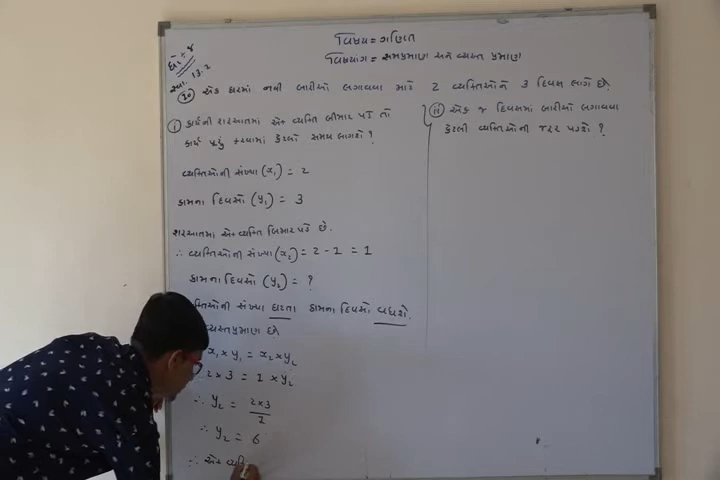 વિષય = ગણિત
વિષયાંગ = સમપ્રમાણ અને વ્યસ્ત પ્રમાણ
ધો : ૪
સ્વા. 13.2
10 એક ઘરમાં નવી બારીઓ લગાવવા માટે 2 વ્યક્તિઓને 3 દિવસ લાગે છે.
i કાર્યની શરૂઆતમાં એક વ્યક્તિ બીમાર પડે તો
કાર્ય પૂરું કરવામાં કેટલો સમય લાગશે ?
વ્યક્તિઓની સંખ્યા (x₁) = 2
કામના દિવસો (y₁) = 3
શરૂઆતમાં એક વ્યક્તિ બિમાર પડે છે.
∴ વ્યક્તિઓની સંખ્યા (x₂) = 2 - 1 = 1
કામના દિવસો (y₂) = ?
ક્તિઓની સંખ્યા ઘટતા કામના દિવસો વધશે.
વ્યસ્તપ્રમાણ છે
x₁ × y₁ = x₂ × y₂
2 × 3 = 1 × y₂
∴ y₂ = 2×3/
∴ y₂ = 6
∴ એક વ્યક્તિ
ii એક જ દિવસમાં બારીઓ લગાવવા
કેટલી વ્યક્તિઓની જરૂર પડશે ?